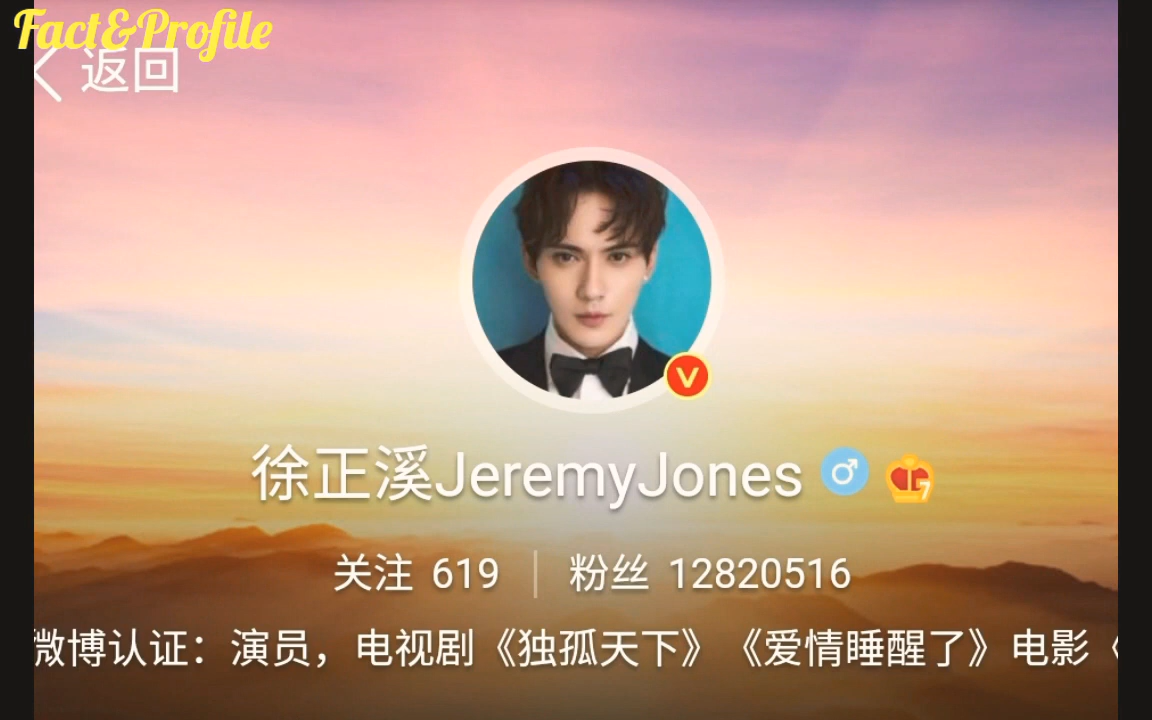 Fact&Profile
返回
V
徐正溪JeremyJones ♂ 7
关注 619 | 粉丝 12820516
微博认证：演员，电视剧《独孤天下》《爱情睡醒了》电影《